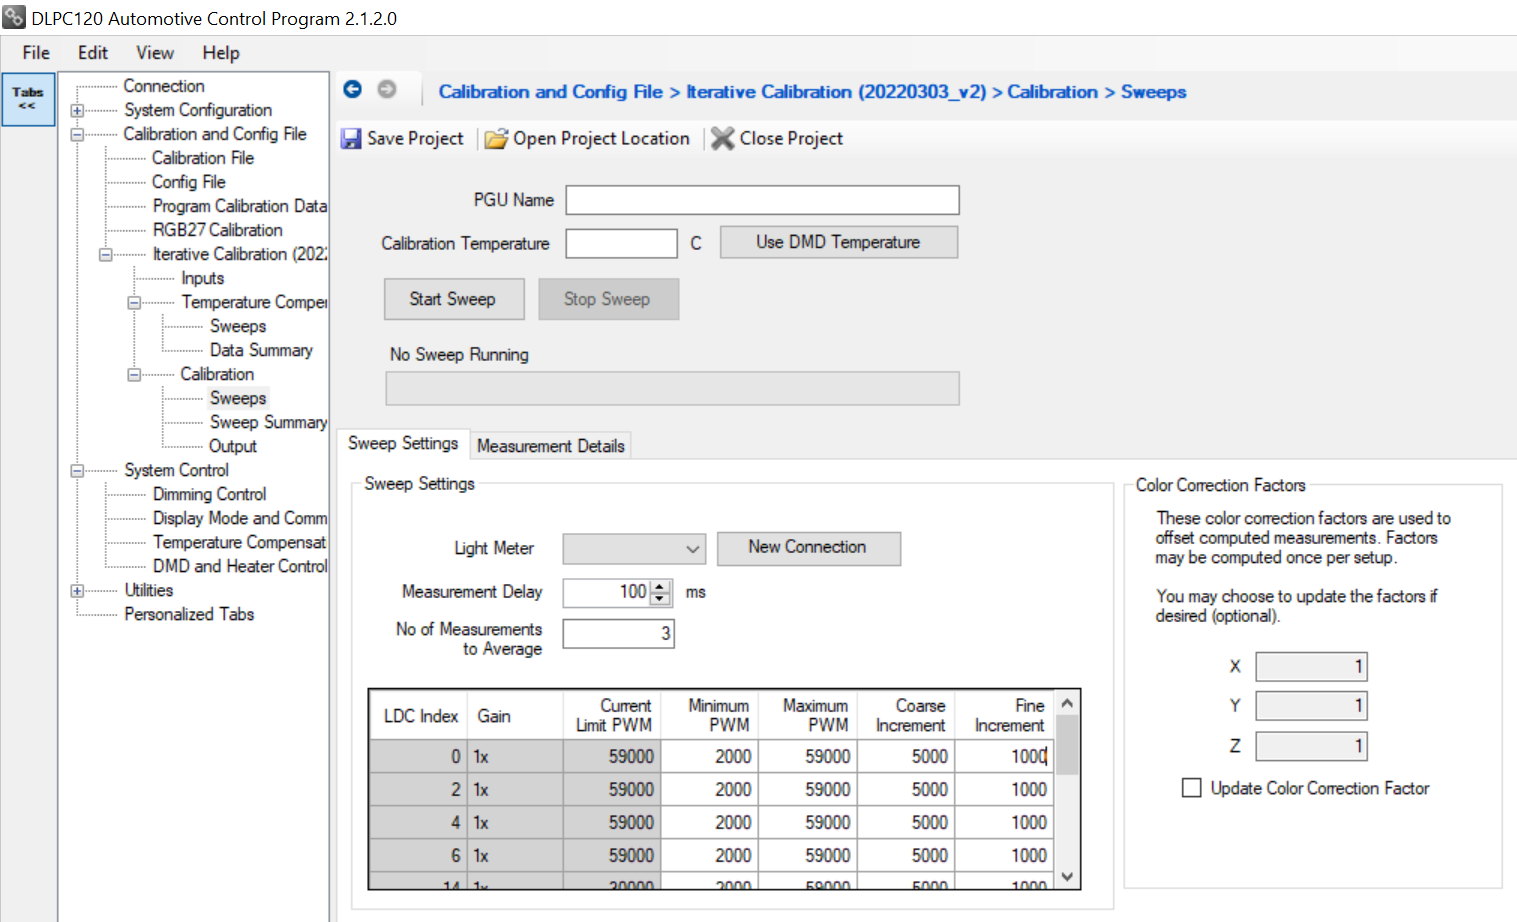 DLPC120 Automotive Control Program 2.1.2.0
File Edit View Help
Tabs
<<
Connection
System Configuration
Calibration and Config File
Calibration File
Config File
Program Calibration Data
RGB27 Calibration
Iterative Calibration (202
Inputs
Temperature Comper
Sweeps
Data Summary
Calibration
Sweeps
Sweep Summary
Output
System Control
Dimming Control
Display Mode and Comm
Temperature Compensat
DMD and Heater Control
Utilities
Personalized Tabs
Calibration and Config File > Iterative Calibration (20220303_v2) > Calibration > Sweeps
Save Project Open Project Location Close Project
PGU Name
Calibration Temperature C Use DMD Temperature
Start Sweep Stop Sweep
No Sweep Running
Sweep Settings Measurement Details
Sweep Settings
Light Meter New Connection
Measurement Delay 100 ms
No of Measurements
to Average 3
LDC Index Gain Current Limit PWM Minimum PWM Maximum PWM Coarse Increment Fine Increment
0 1x 59000 2000 59000 5000 1000
2 1x 59000 2000 59000 5000 1000
4 1x 59000 2000 59000 5000 1000
6 1x 59000 2000 59000 5000 1000
14 1x 30000 2000 59000 5000 1000
Color Correction Factors
These color correction factors are used to
offset computed measurements. Factors
may be computed once per setup.
You may choose to update the factors if
desired (optional).
X 1
Y 1
Z 1
Update Color Correction Factor